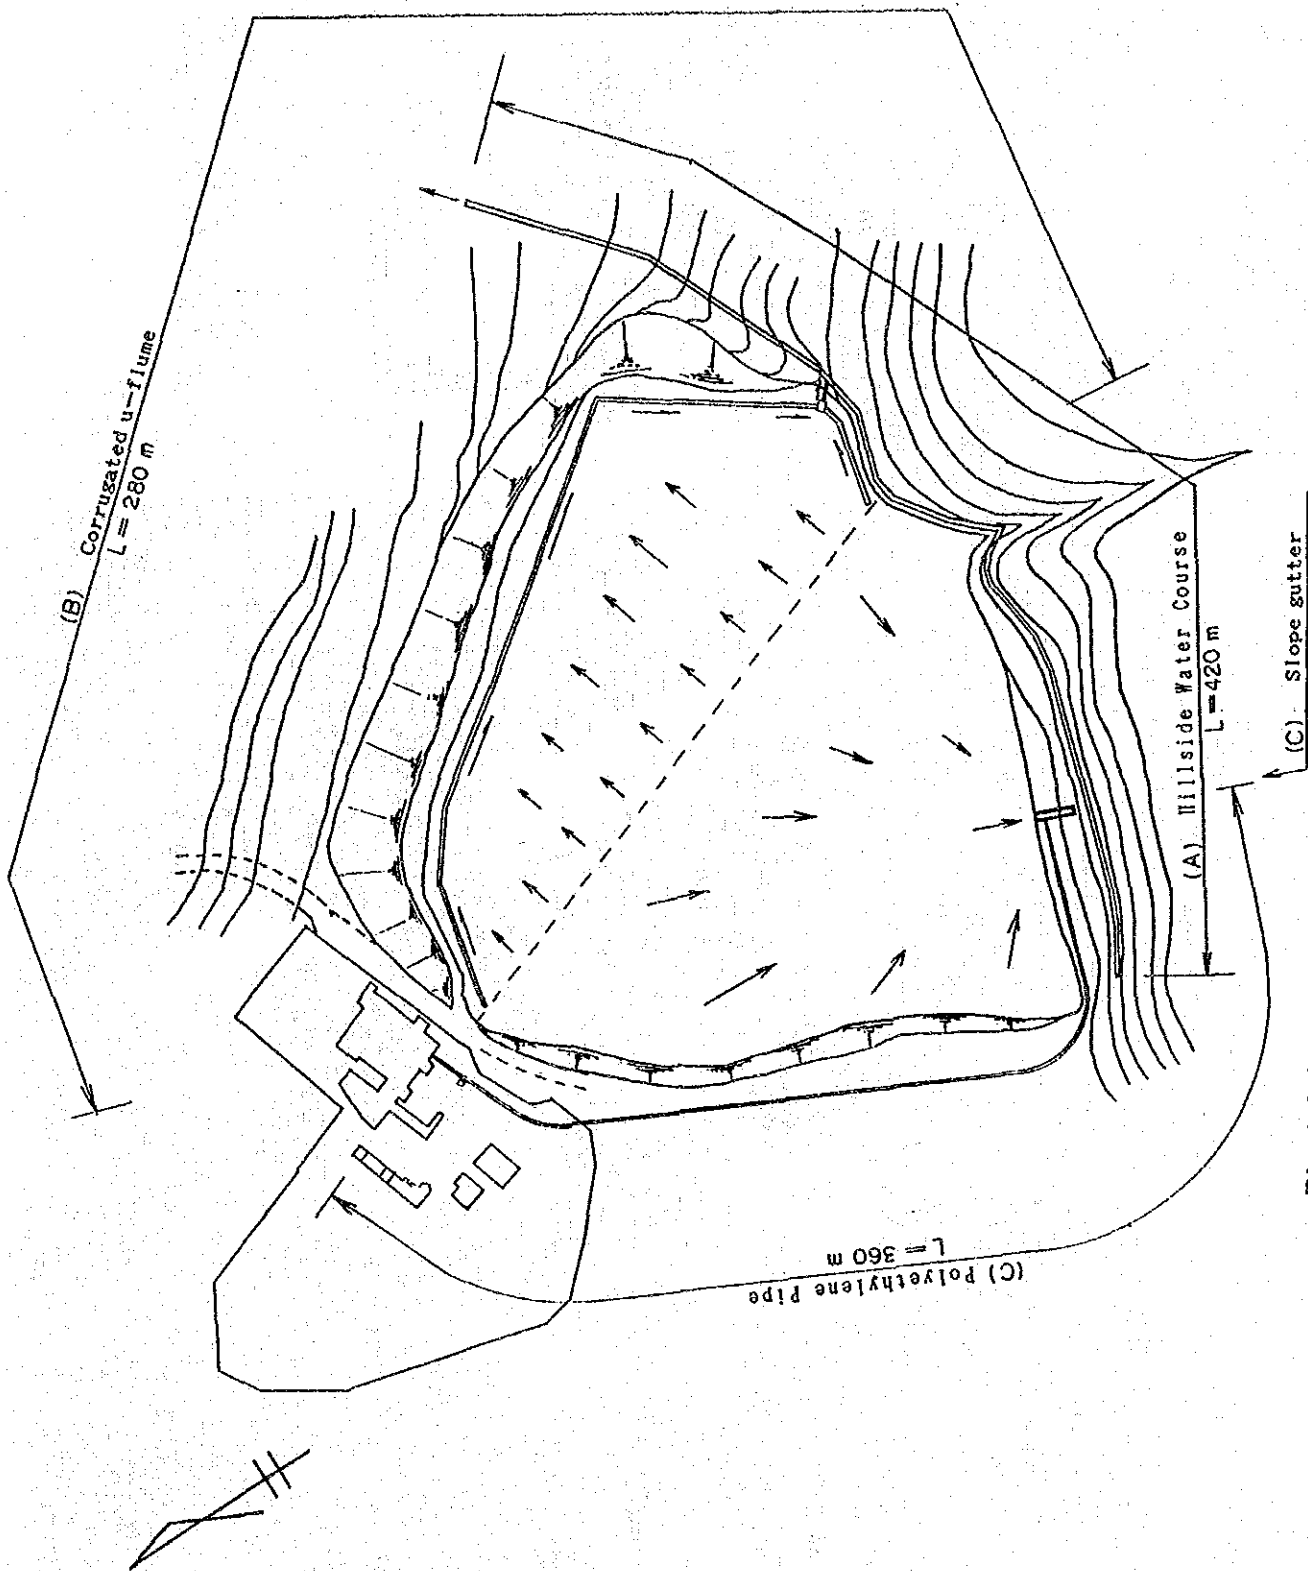 (B) Corrugated u-flume
L = 280 m
(A) Hillside Water Course
L = 420 m
(C) Slope gutter
(C) Polyethylene Pipe
L = 360 m